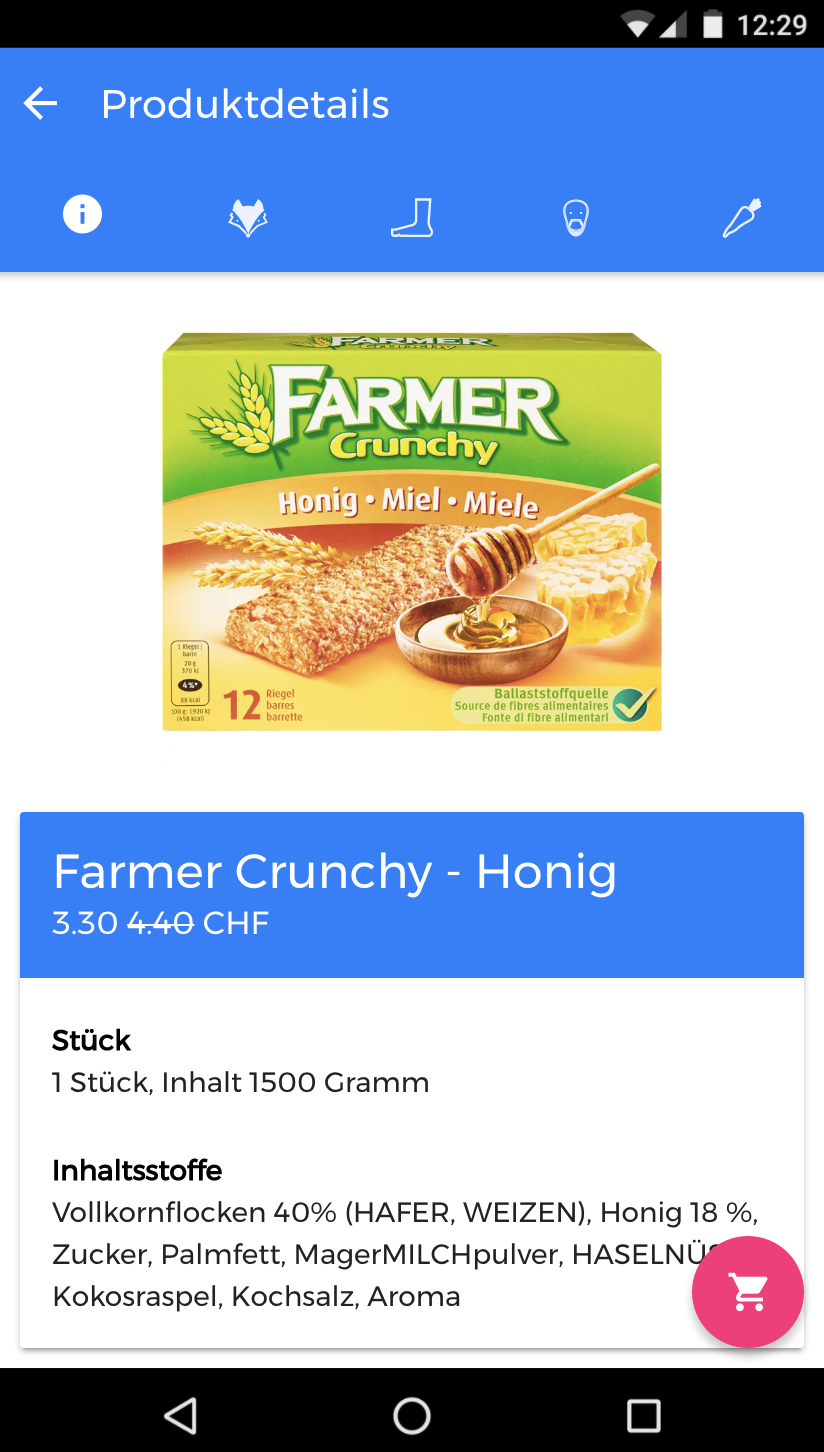 12:29
Produktdetails
FARMER
Crunchy
FARMER
Crunchy
Honig • Miel • Miele
1 Riegel |
barre
20 g
370 kJ
4%*
88 kcal
100 g: 1920 kJ
(458 kcal)
12
Riegel
barres
barrette
Ballaststoffquelle
Source de fibres alimentaires
Fonte di fibre alimentari
Farmer Crunchy - Honig
3.30 4.40 CHF
Stück
1 Stück, Inhalt 1500 Gramm
Inhaltsstoffe
Vollkornflocken 40% (HAFER, WEIZEN), Honig 18 %,
Zucker, Palmfett, MagerMILCHpulver,
Kokosraspel, Kochsalz, Aroma